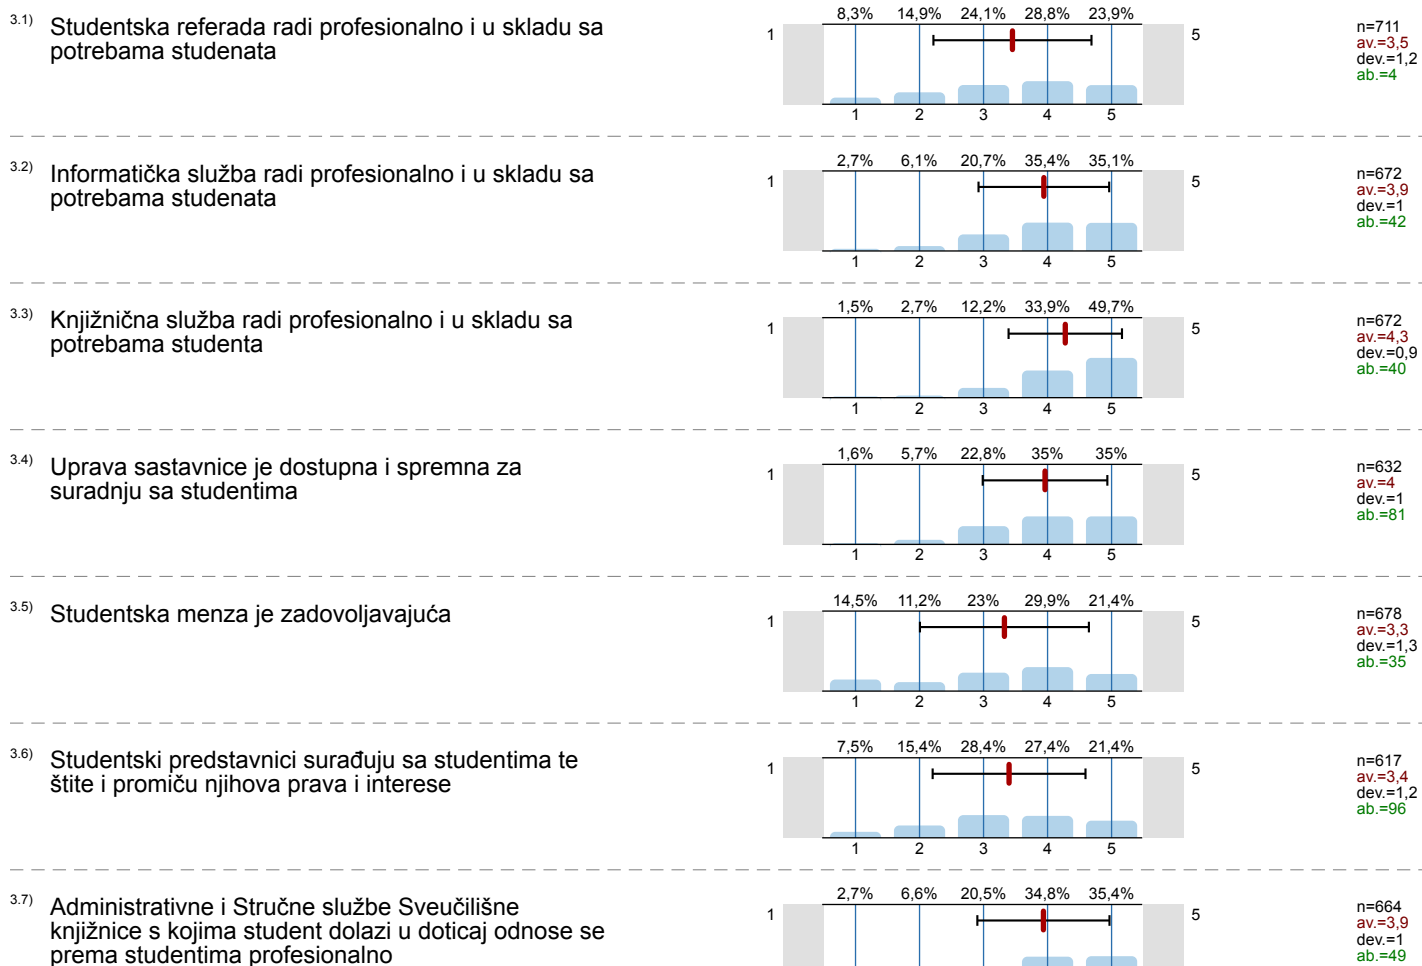 3.1) Studentska referada radi profesionalno i u skladu sa
potrebama studenata
8,3% 14,9% 24,1% 28,8% 23,9%
1 5
1 2 3 4 5
n=711
av.=3,5
dev.=1,2
ab.=4
3.2) Informatička služba radi profesionalno i u skladu sa
potrebama studenata
2,7% 6,1% 20,7% 35,4% 35,1%
1 5
1 2 3 4 5
n=672
av.=3,9
dev.=1
ab.=42
3.3) Knjižnična služba radi profesionalno i u skladu sa
potrebama studenta
1,5% 2,7% 12,2% 33,9% 49,7%
1 5
1 2 3 4 5
n=672
av.=4,3
dev.=0,9
ab.=40
3.4) Uprava sastavnice je dostupna i spremna za
suradnju sa studentima
1,6% 5,7% 22,8% 35% 35%
1 5
1 2 3 4 5
n=632
av.=4
dev.=1
ab.=81
3.5) Studentska menza je zadovoljavajuća
14,5% 11,2% 23% 29,9% 21,4%
1 5
1 2 3 4 5
n=678
av.=3,3
dev.=1,3
ab.=35
3.6) Studentski predstavnici surađuju sa studentima te
štite i promiču njihova prava i interese
7,5% 15,4% 28,4% 27,4% 21,4%
1 5
1 2 3 4 5
n=617
av.=3,4
dev.=1,2
ab.=96
3.7) Administrativne i Stručne službe Sveučilišne
knjižnice s kojima student dolazi u doticaj odnose se
prema studentima profesionalno
2,7% 6,6% 20,5% 34,8% 35,4%
1 5
n=664
av.=3,9
dev.=1
ab.=49